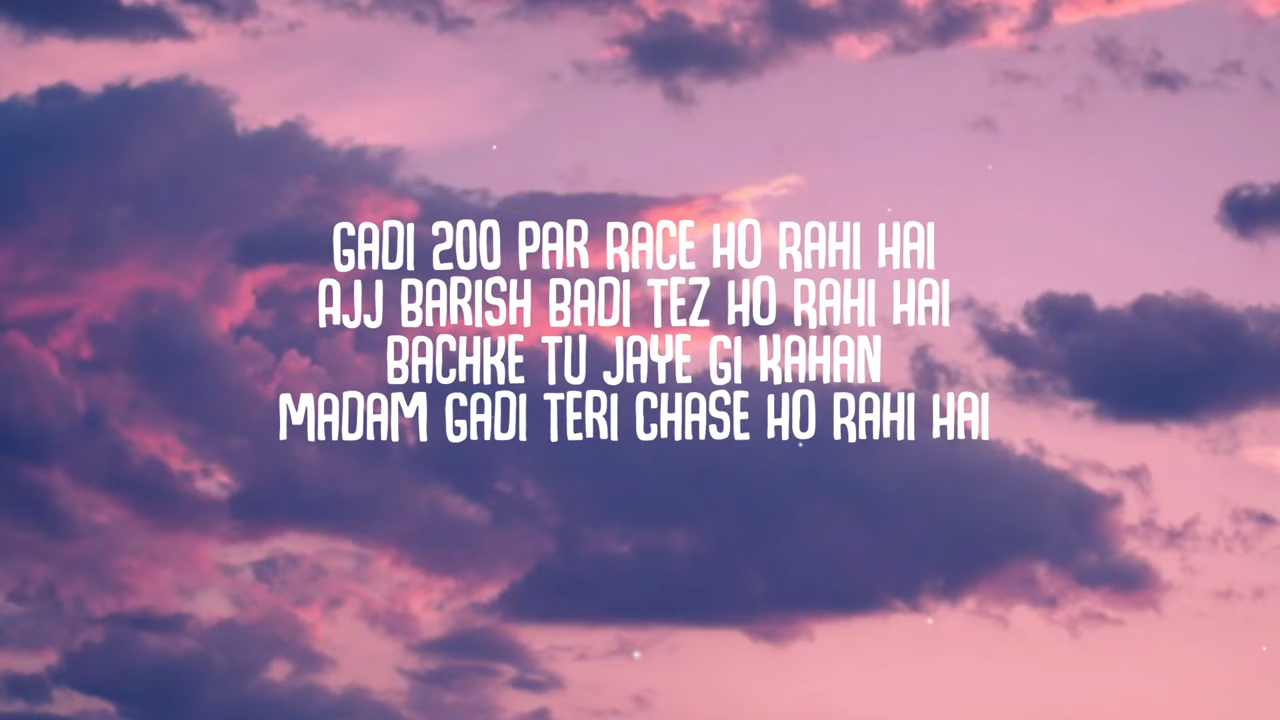 GADI 200 PAR RACE HO RAHI HAI
AJJ BARISH BADI TEZ HO RAHI HAI
BACHKE TU JAYE GI KAHAN
MADAM GADI TERI CHASE HO RAHI HAI